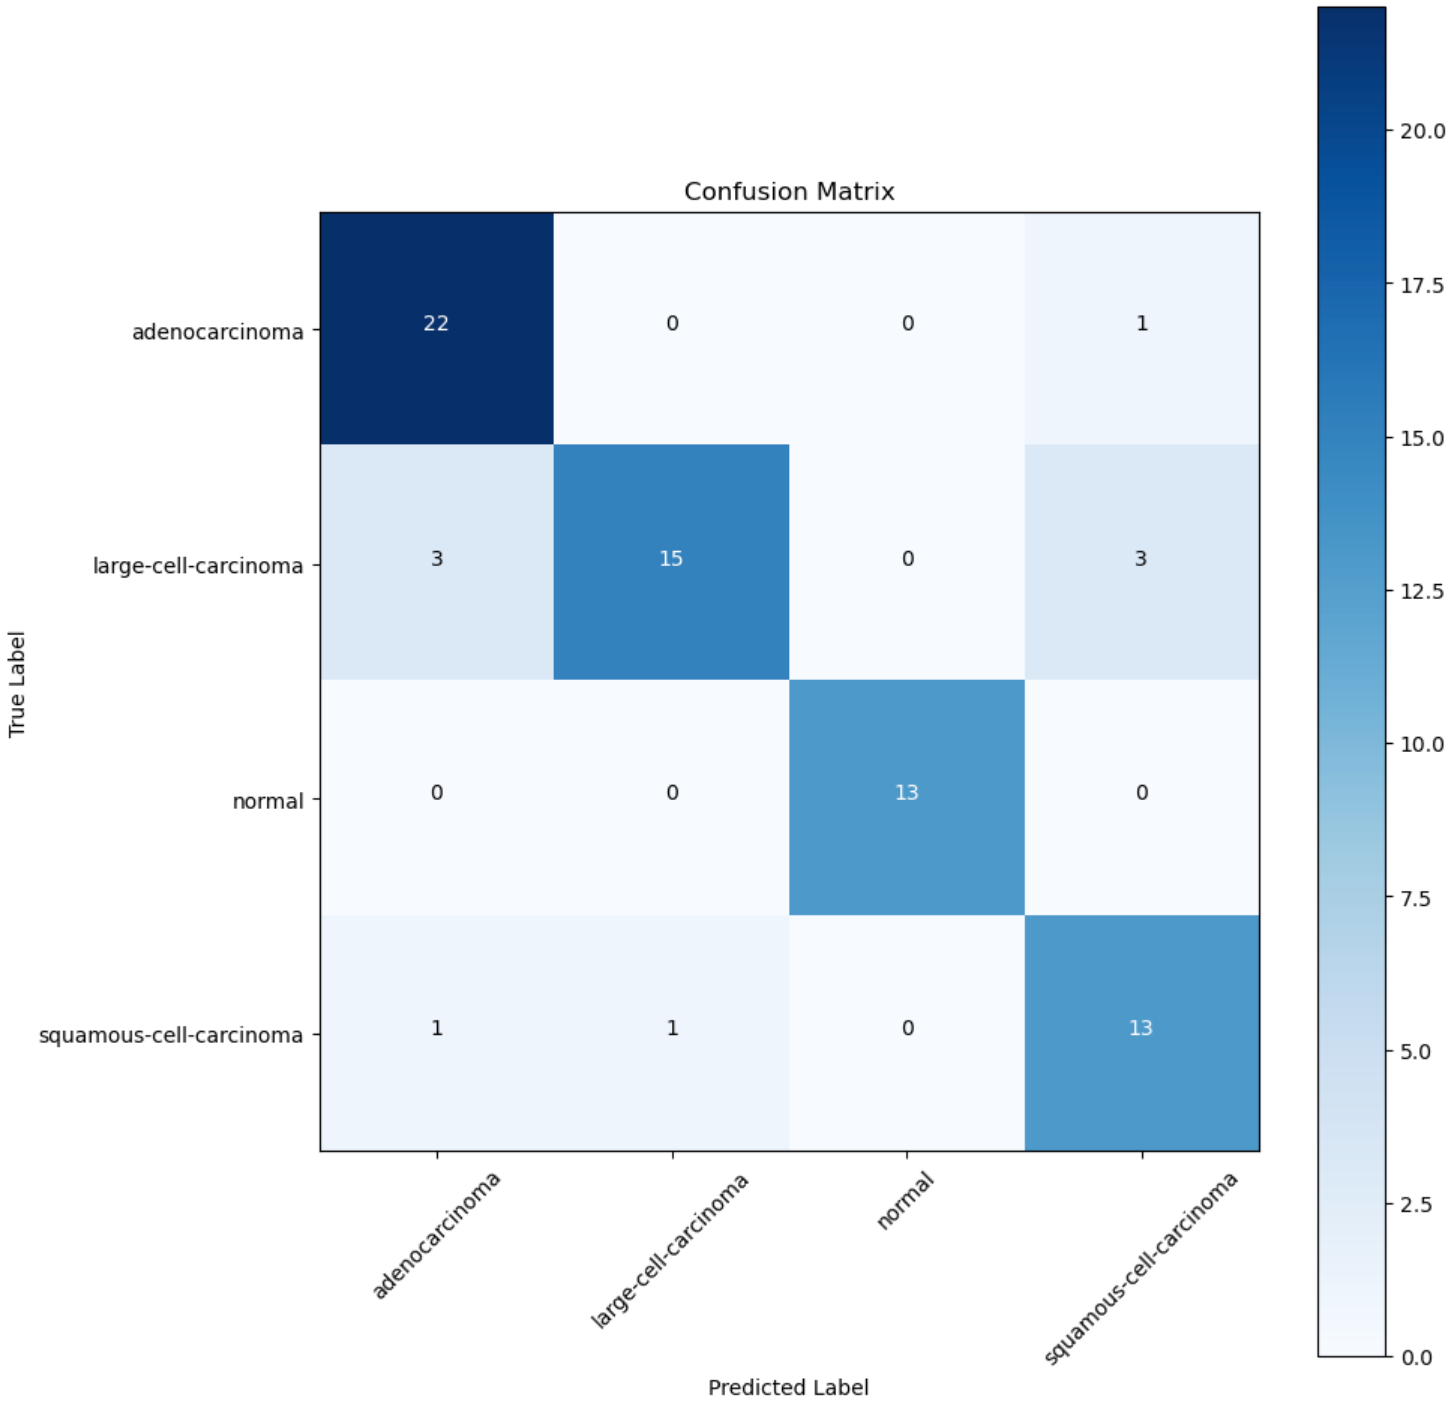 Confusion Matrix
True Label
adenocarcinoma 22 0 0 1
large-cell-carcinoma 3 15 0 3
normal 0 0 13 0
squamous-cell-carcinoma 1 1 0 13
adenocarcinoma large-cell-carcinoma normal squamous-cell-carcinoma
Predicted Label
20.0
17.5
15.0
12.5
10.0
7.5
5.0
2.5
0.0